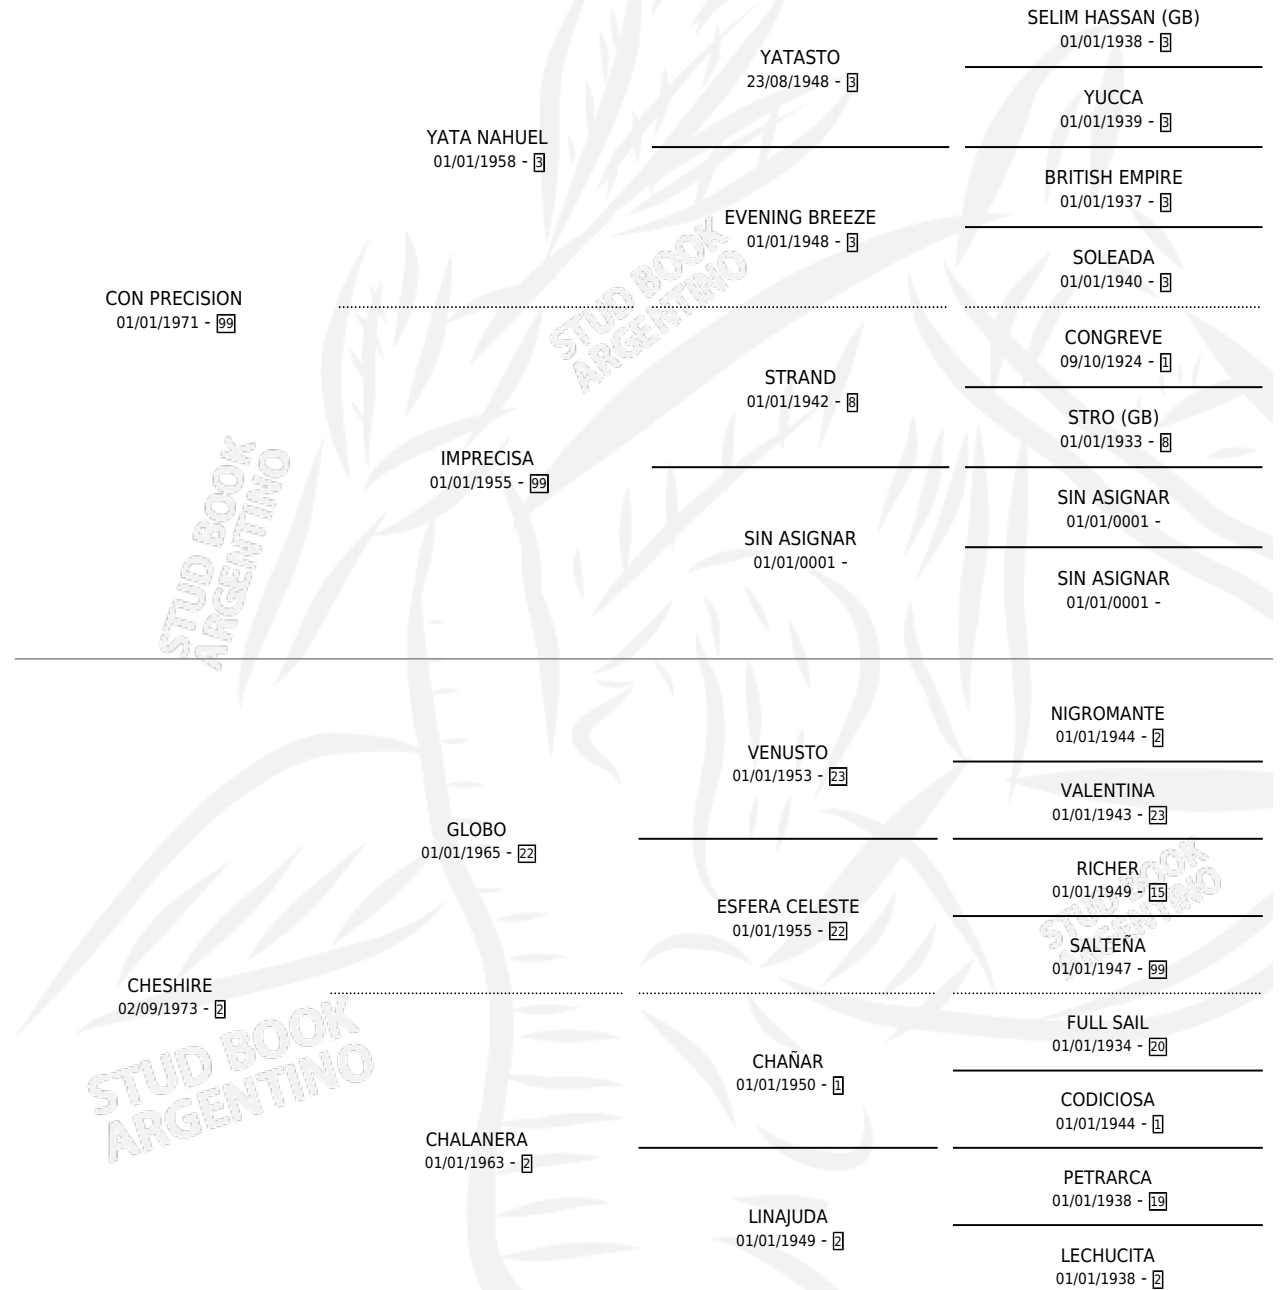 SELIM HASSAN (GB)
01/01/1938 - 3
YATASTO
23/08/1948 - 3
YUCCA
01/01/1939 - 3
YATA NAHUEL
01/01/1958 - 3
BRITISH EMPIRE
01/01/1937 - 3
EVENING BREEZE
01/01/1948 - 3
SOLEADA
01/01/1940 - 3
CON PRECISION
01/01/1971 - 99
CONGREVE
09/10/1924 - 1
STRAND
01/01/1942 - 8
STRO (GB)
01/01/1933 - 8
IMPRECISA
01/01/1955 - 99
SIN ASIGNAR
01/01/0001 -
SIN ASIGNAR
01/01/0001 -
SIN ASIGNAR
01/01/0001 -
NIGROMANTE
01/01/1944 - 2
VENUSTO
01/01/1953 - 23
VALENTINA
01/01/1943 - 23
GLOBO
01/01/1965 - 22
RICHER
01/01/1949 - 15
ESFERA CELESTE
01/01/1955 - 22
SALTEÑA
01/01/1947 - 99
CHESHIRE
02/09/1973 - 2
FULL SAIL
01/01/1934 - 20
CHAÑAR
01/01/1950 - 1
CODICIOSA
01/01/1944 - 1
CHALANERA
01/01/1963 - 2
PETRARCA
01/01/1938 - 19
LINAJUDA
01/01/1949 - 2
LECHUCITA
01/01/1938 - 2
STUD BOOK
ARGENTINO
STUD BOOK
ARGENTINO
STUD BOOK
ARGENTINO
STUD BOOK
ARGENTINO